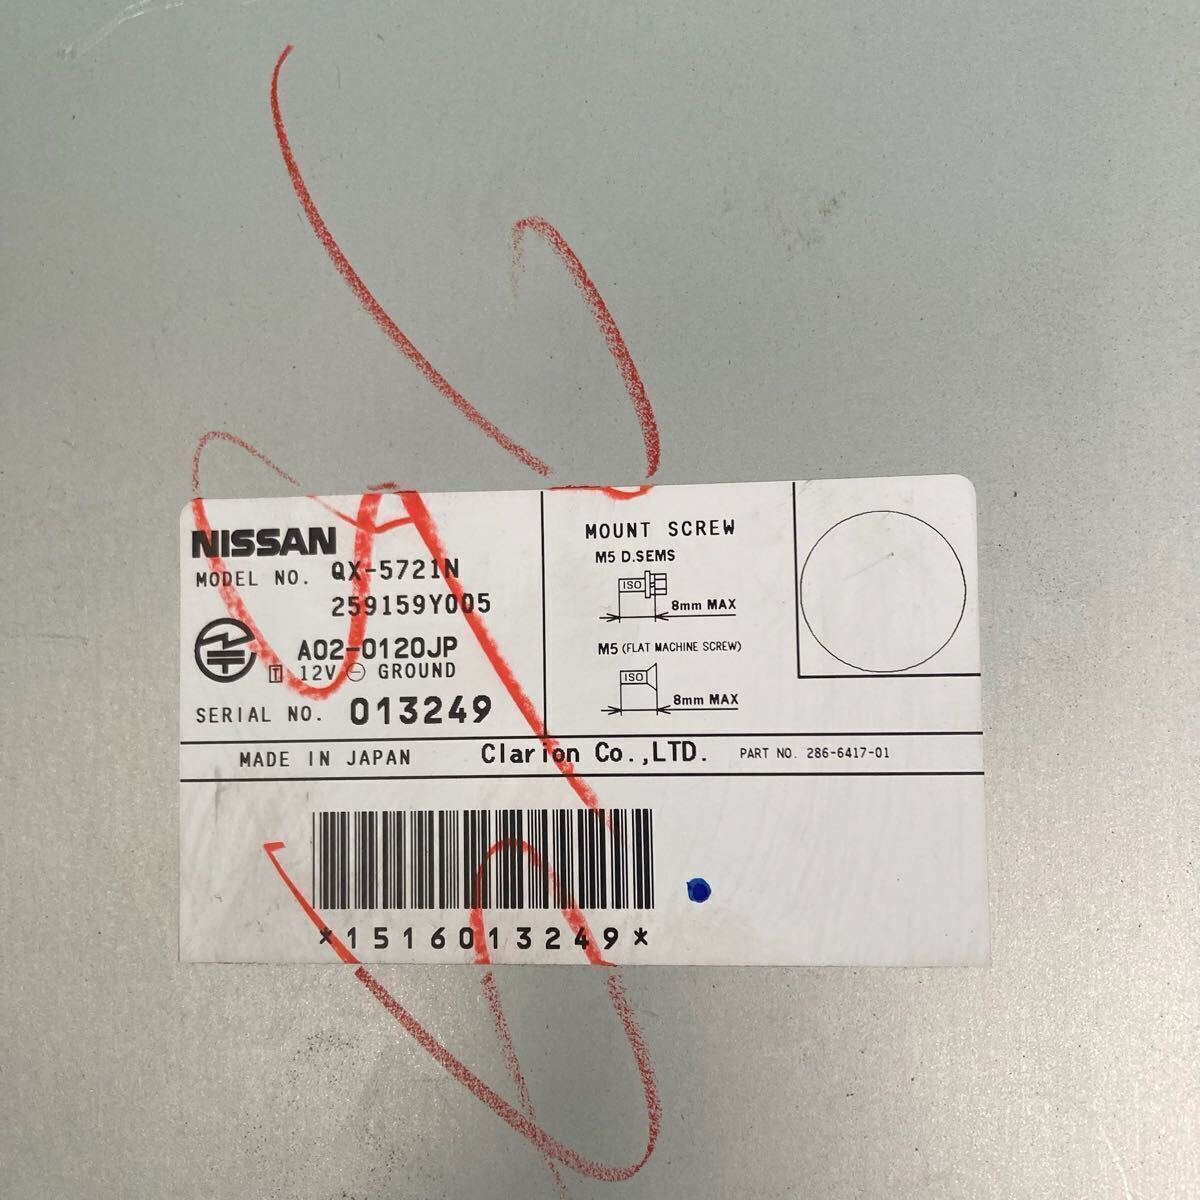 NISSAN
MODEL NO. QX-5721N
259159Y005
A02-0120JP
T 12V ⊖ GROUND
SERIAL NO. 013249
MOUNT SCREW
M5 D.SEMS
ISO
8mm MAX
M5 (FLAT MACHINE SCREW)
ISO
8mm MAX
MADE IN JAPAN Clarion Co.,LTD. PART NO. 286-6417-01
*1516013249*